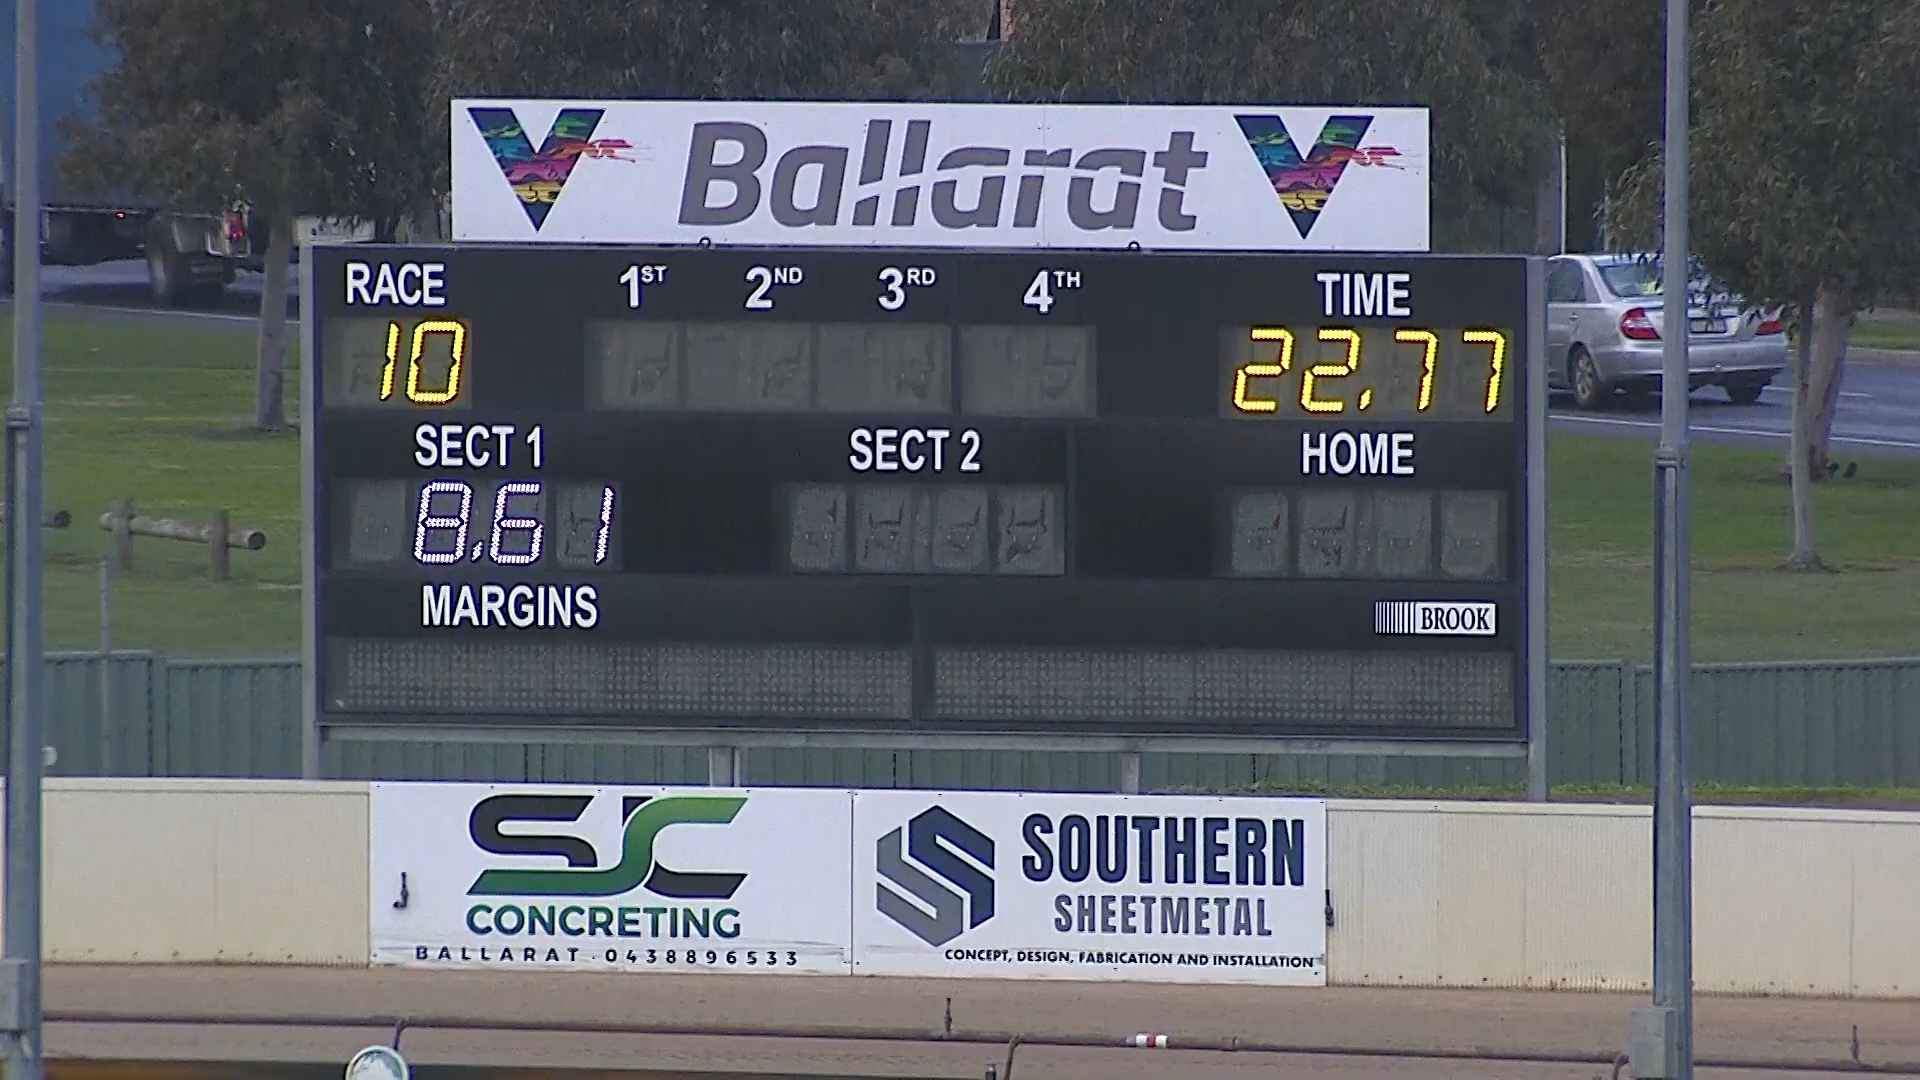 Ballarat
RACE 1ST 2ND 3RD 4TH TIME
10 22.77
SECT 1 SECT 2 HOME
8.61
MARGINS
BROOK
SJC
CONCRETING
BALLARAT · 0438896533
SOUTHERN
SHEETMETAL
CONCEPT, DESIGN, FABRICATION AND INSTALLATION